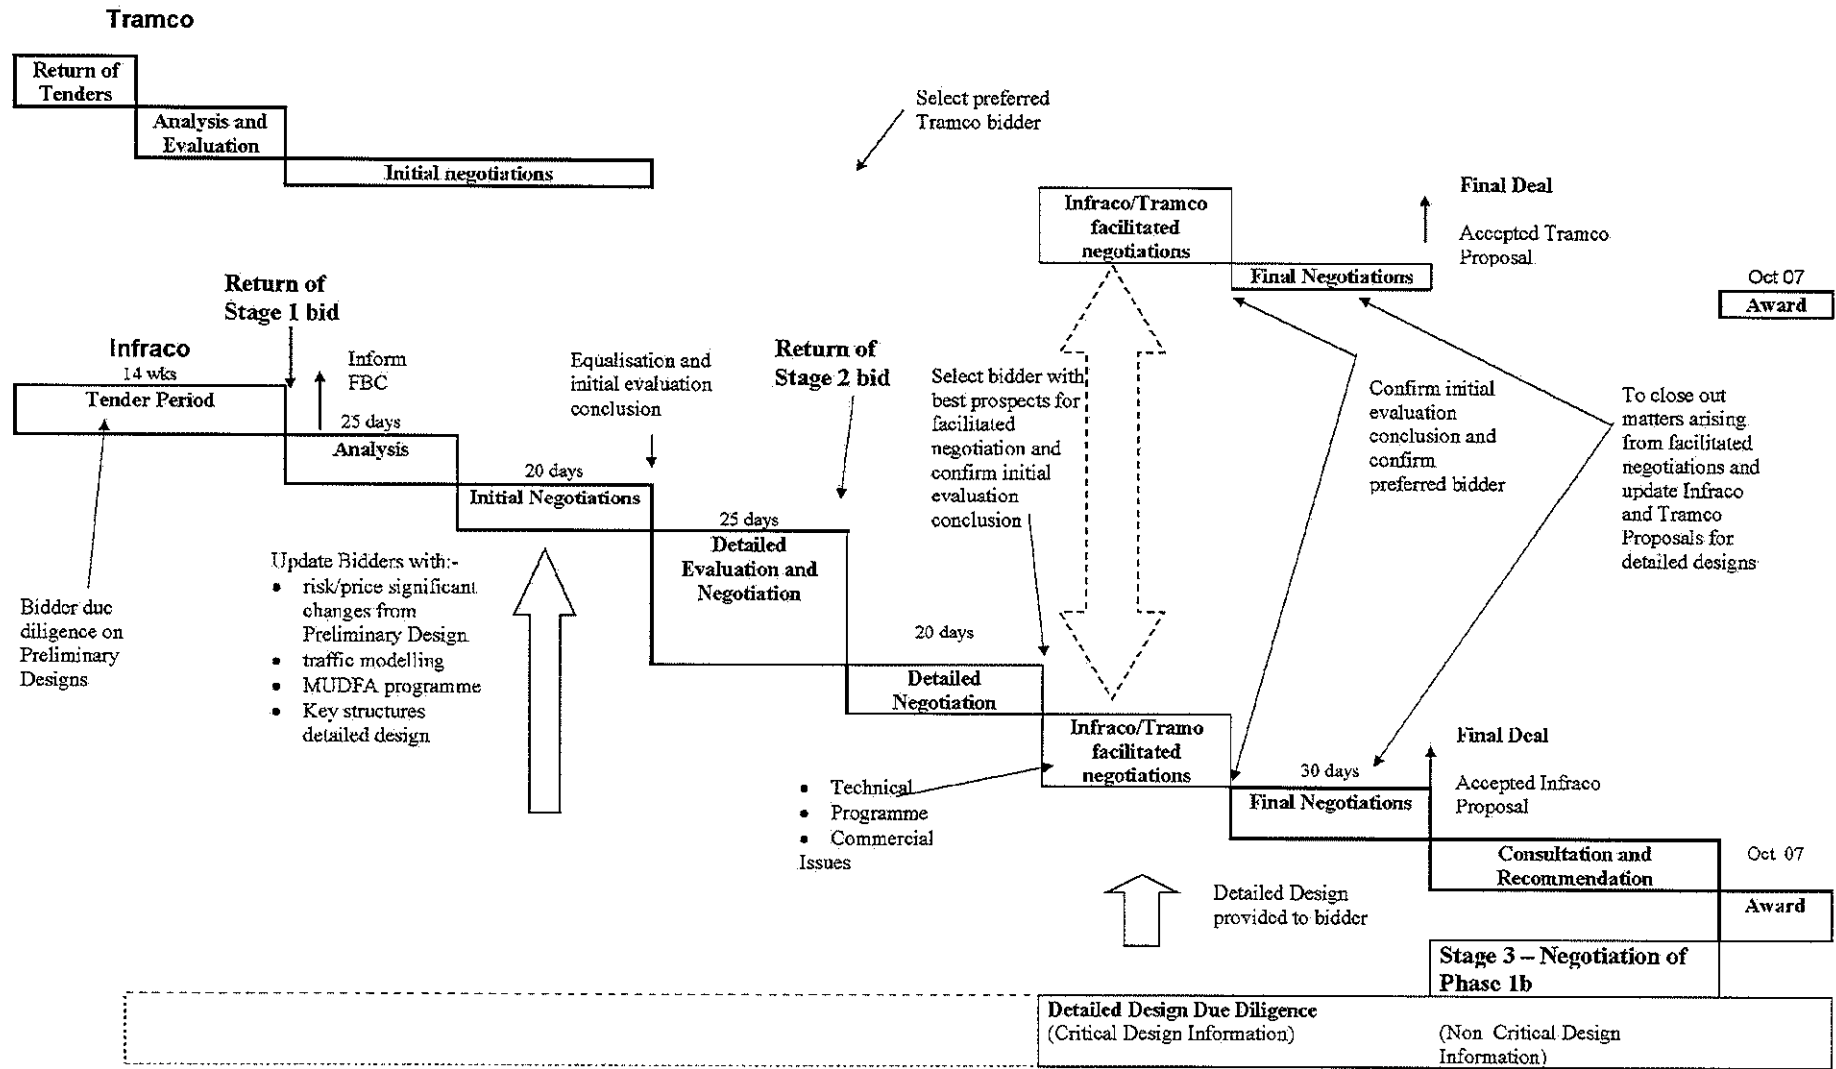 Tramco
Return of
Tenders
Analysis and
Evaluation
Initial negotiations
Select preferred
Tramco bidder
Infraco/Tramco
facilitated
negotiations
Final Negotiations
Final Deal
Accepted Tramco
Proposal
Oct 07
Award
Return of
Stage 1 bid
Infraco
14 wks
Tender Period
Inform
FBC
25 days
Analysis
Equalisation and
initial evaluation
conclusion
20 days
Initial Negotiations
Return of
Stage 2 bid
Select bidder with
best prospects for
facilitated
negotiation and
confirm initial
evaluation
conclusion
Confirm initial
evaluation
conclusion and
confirm
preferred bidder
To close out
matters arising
from facilitated
negotiations and
update Infraco
and Tramco
Proposals for
detailed designs
25 days
Detailed
Evaluation and
Negotiation
Bidder due
diligence on
Preliminary
Designs
Update Bidders with:-
• risk/price significant
changes from
Preliminary Design
• traffic modelling
• MUDFA programme
• Key structures
detailed design
20 days
Detailed
Negotiation
Infraco/Tramo
facilitated
negotiations
• Technical
• Programme
• Commercial
Issues
30 days
Final Negotiations
Final Deal
Accepted Infraco
Proposal
Consultation and
Recommendation
Oct 07
Award
Detailed Design
provided to bidder
Stage 3 – Negotiation of
Phase 1b
Detailed Design Due Diligence
(Critical Design Information)
(Non Critical Design
Information)